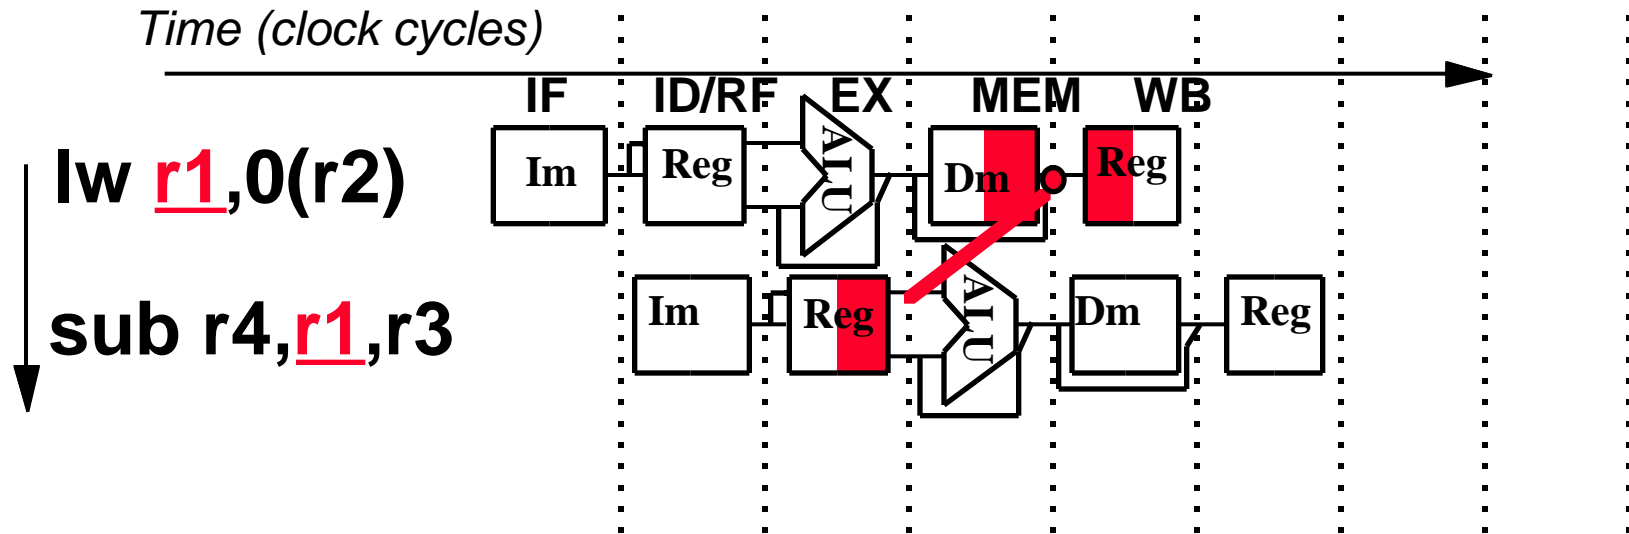 Time (clock cycles)
IF ID/RF EX MEM WB
lw r1,0(r2) Im Reg ALU Dm Reg
sub r4,r1,r3 Im Reg ALU Dm Reg